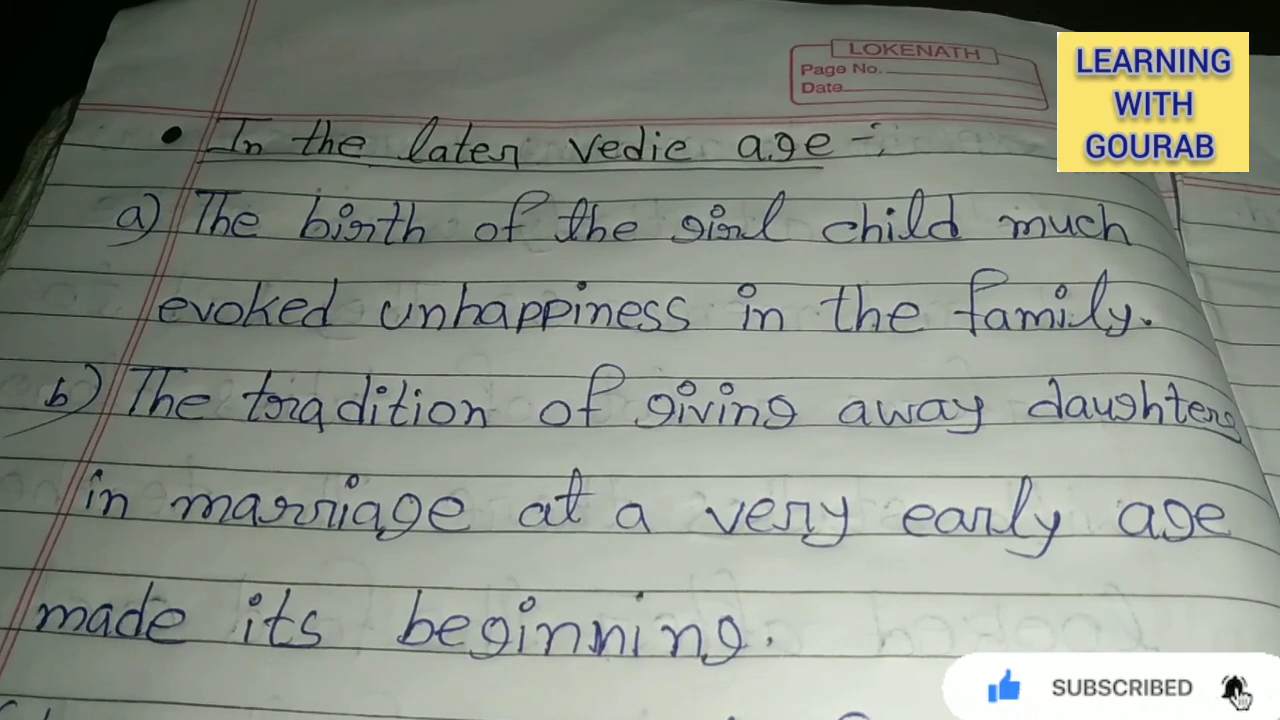 LOKENATH
Page No.
Date
LEARNING
WITH
GOURAB
• In the later vedic age -:
a) The birth of the girl child much
evoked unhappiness in the family.
b) The tradition of giving away daughters
in marriage at a very early age
made its beginning.
SUBSCRIBED